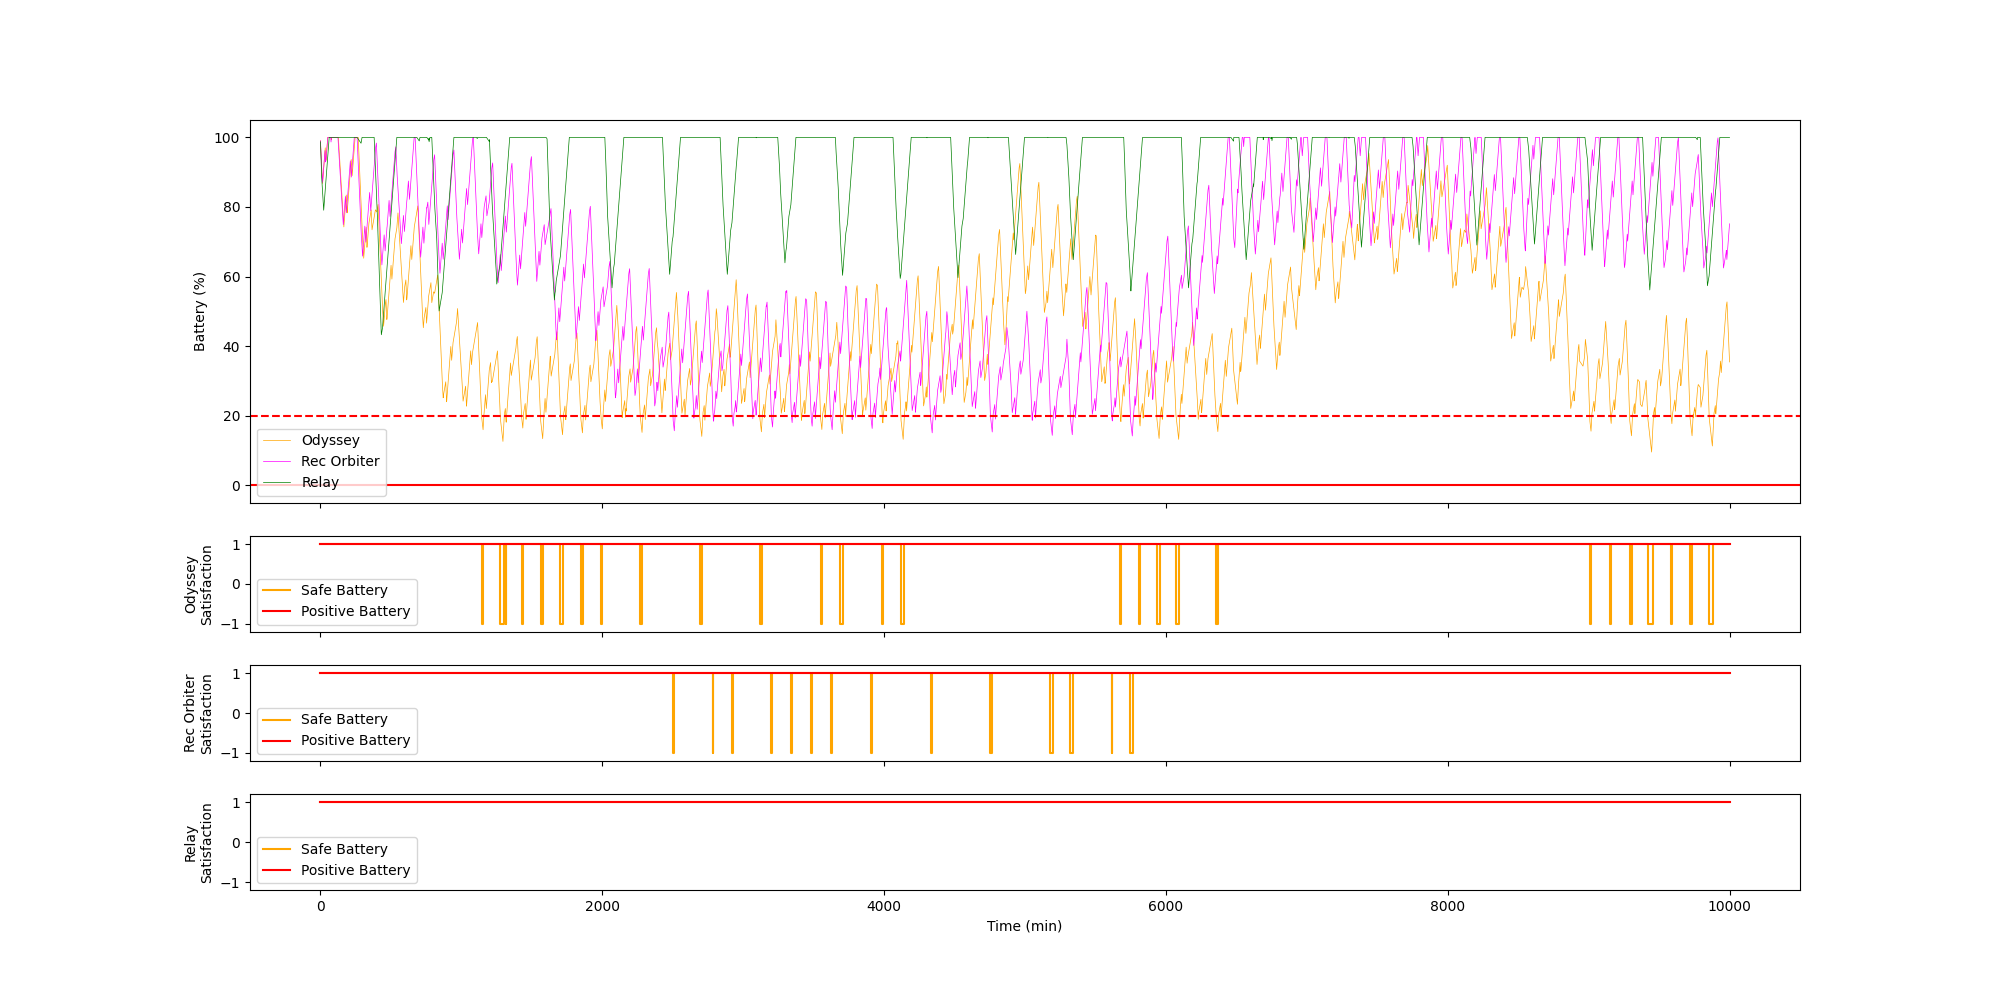 Battery (%)
100
80
60
40
20
0
Odyssey
Rec Orbiter
Relay
Odyssey
Satisfaction
1
0
−1
Safe Battery
Positive Battery
Rec Orbiter
Satisfaction
1
0
−1
Safe Battery
Positive Battery
Relay
Satisfaction
1
0
−1
Safe Battery
Positive Battery
0 2000 4000 6000 8000 10000
Time (min)